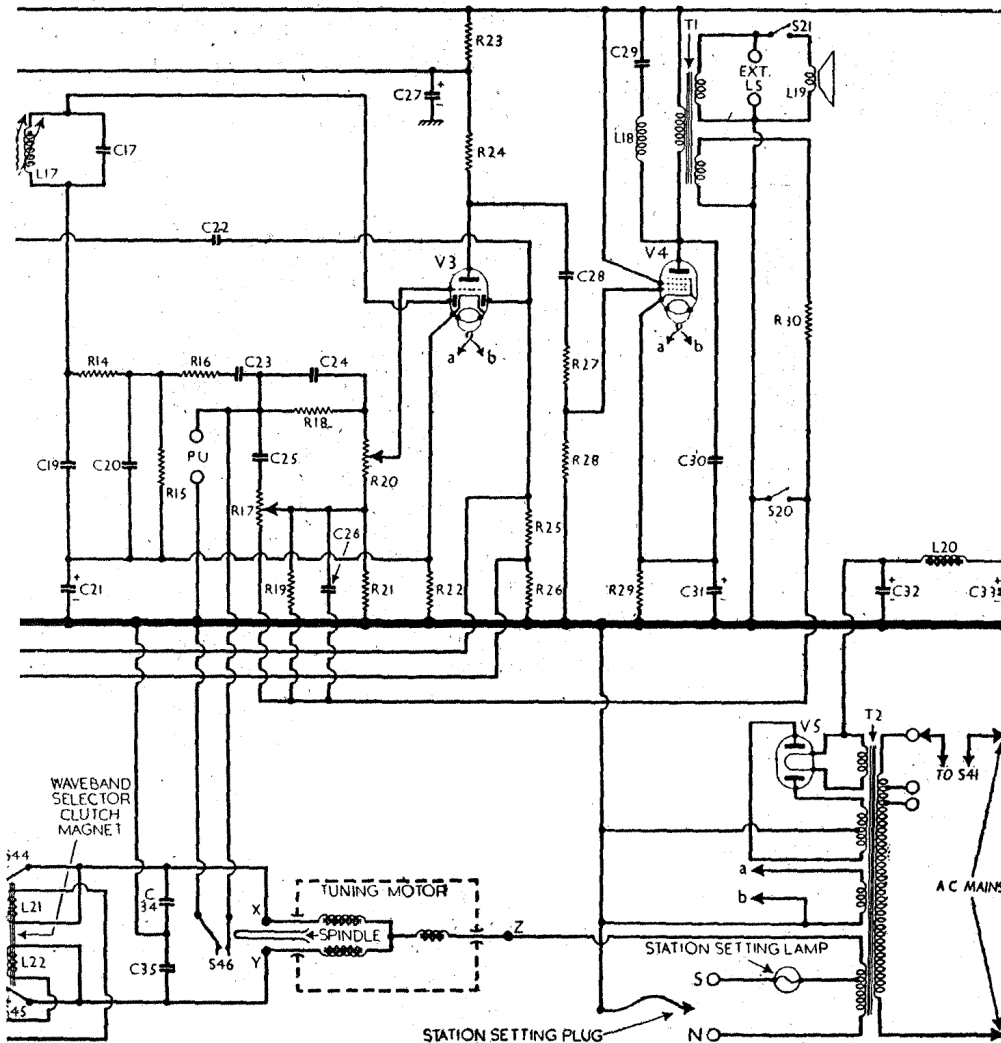 R23
C29
T1
S21
EXT.
LS
L19
C27
+
-
C17
L17
R24
L18
C22
V3
V4
C28
R30
a
b
a
b
R14
R16
C23
C24
R27
R18
PU
C19
C20
R15
C25
R20
R28
C30
R17
S20
C26
R25
L20
C21
+
-
R19
R21
R22
R26
R29
C31
+
-
C32
+
-
C33
+
-
V5
T2
TO S41
WAVEBAND
SELECTOR
CLUTCH
MAGNET
S44
a
A C MAINS
L21
C
34
TUNING MOTOR
b
X
SPINDLE
Z
L22
C35
S46
Y
STATION SETTING LAMP
S
S45
STATION SETTING PLUG
N